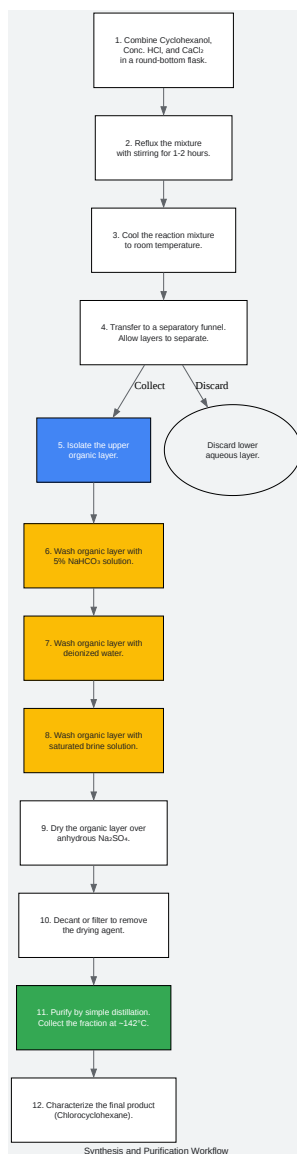 1. Combine Cyclohexanol,
Conc. HCl, and CaCl₂
in a round-bottom flask.
2. Reflux the mixture
with stirring for 1-2 hours.
3. Cool the reaction mixture
to room temperature.
4. Transfer to a separatory funnel.
Allow layers to separate.
Collect
Discard
5. Isolate the upper
organic layer.
Discard lower
aqueous layer.
6. Wash organic layer with
5% NaHCO₃ solution.
7. Wash organic layer with
deionized water.
8. Wash organic layer with
saturated brine solution.
9. Dry the organic layer over
anhydrous Na₂SO₄.
10. Decant or filter to remove
the drying agent.
11. Purify by simple distillation.
Collect the fraction at ~142°C.
12. Characterize the final product
(Chlorocyclohexane).
Synthesis and Purification Workflow